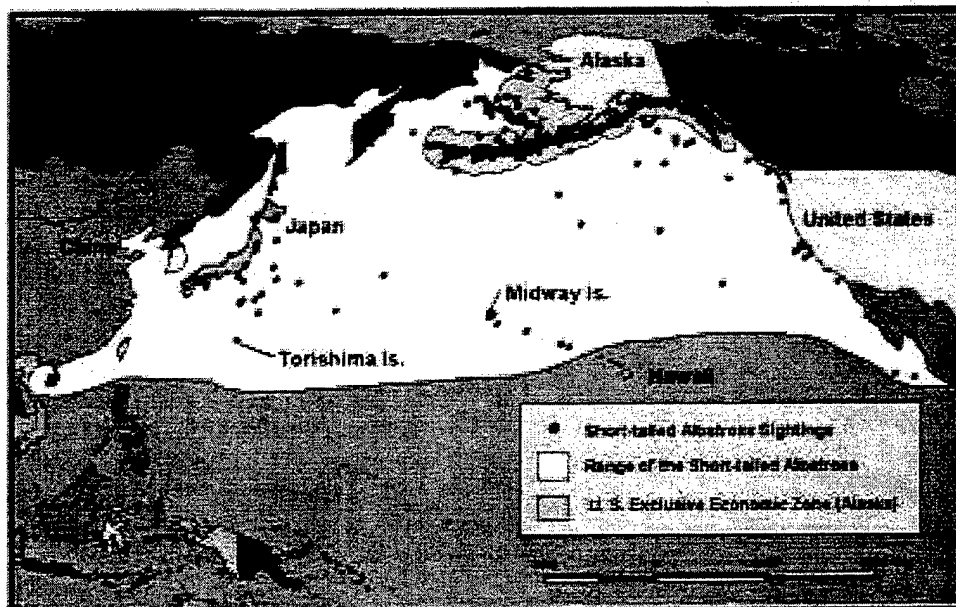 Alaska
Japan
United States
China
Midway Is.
Torishima Is.
Hawaii
Short-tailed Albatross Sightings
Range of the Short-tailed Albatross
U. S. Exclusive Economic Zone (Alaska)